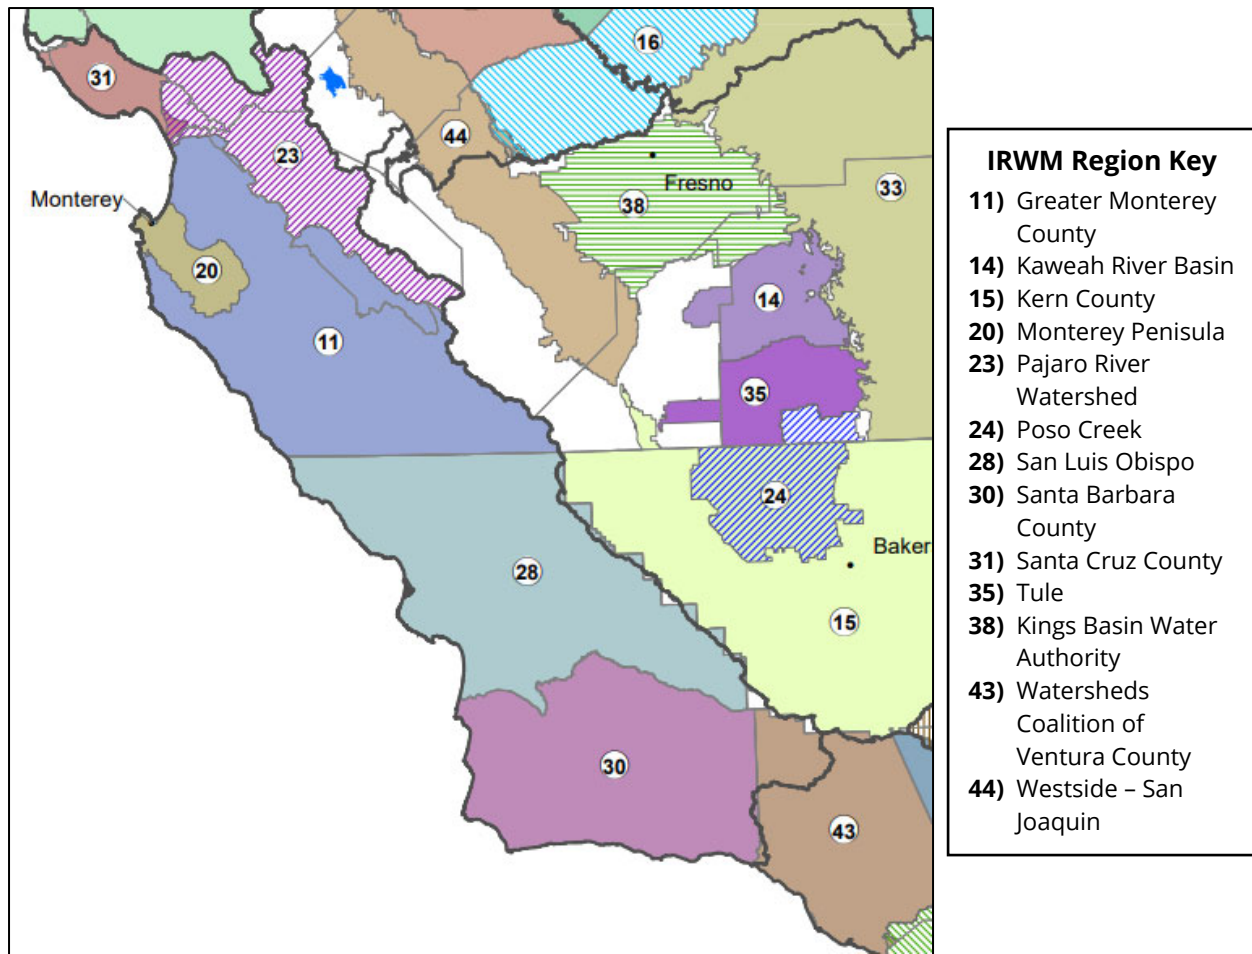 16
31
44
23
Fresno
33
Monterey
38
20
14
11
35
24
Baker
28
15
30
43
IRWM Region Key
11) Greater Monterey
County
14) Kaweah River Basin
15) Kern County
20) Monterey Penisula
23) Pajaro River
Watershed
24) Poso Creek
28) San Luis Obispo
30) Santa Barbara
County
31) Santa Cruz County
35) Tule
38) Kings Basin Water
Authority
43) Watersheds
Coalition of
Ventura County
44) Westside – San
Joaquin